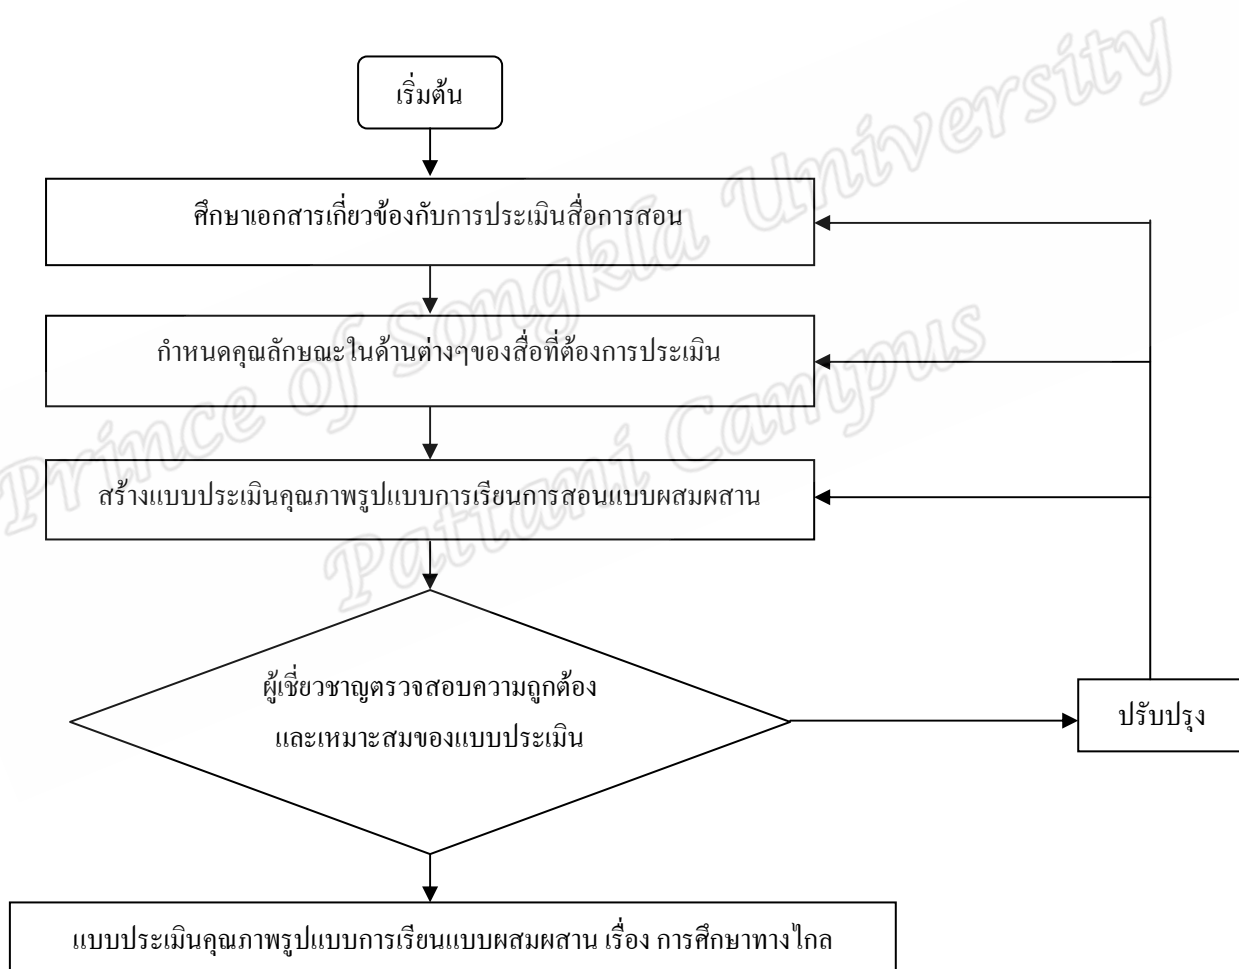 เริ่มต้น
ศึกษาเอกสารเกี่ยวข้องกับการประเมินสื่อการสอน
กำหนดคุณลักษณะในด้านต่างๆของสื่อที่ต้องการประเมิน
สร้างแบบประเมินคุณภาพรูปแบบการเรียนการสอนแบบผสมผสาน
ผู้เชี่ยวชาญตรวจสอบความถูกต้อง
และเหมาะสมของแบบประเมิน
ปรับปรุง
แบบประเมินคุณภาพรูปแบบการเรียนแบบผสมผสาน เรื่อง การศึกษาทางไกล
Prince of Songkla University
Pattani Campus